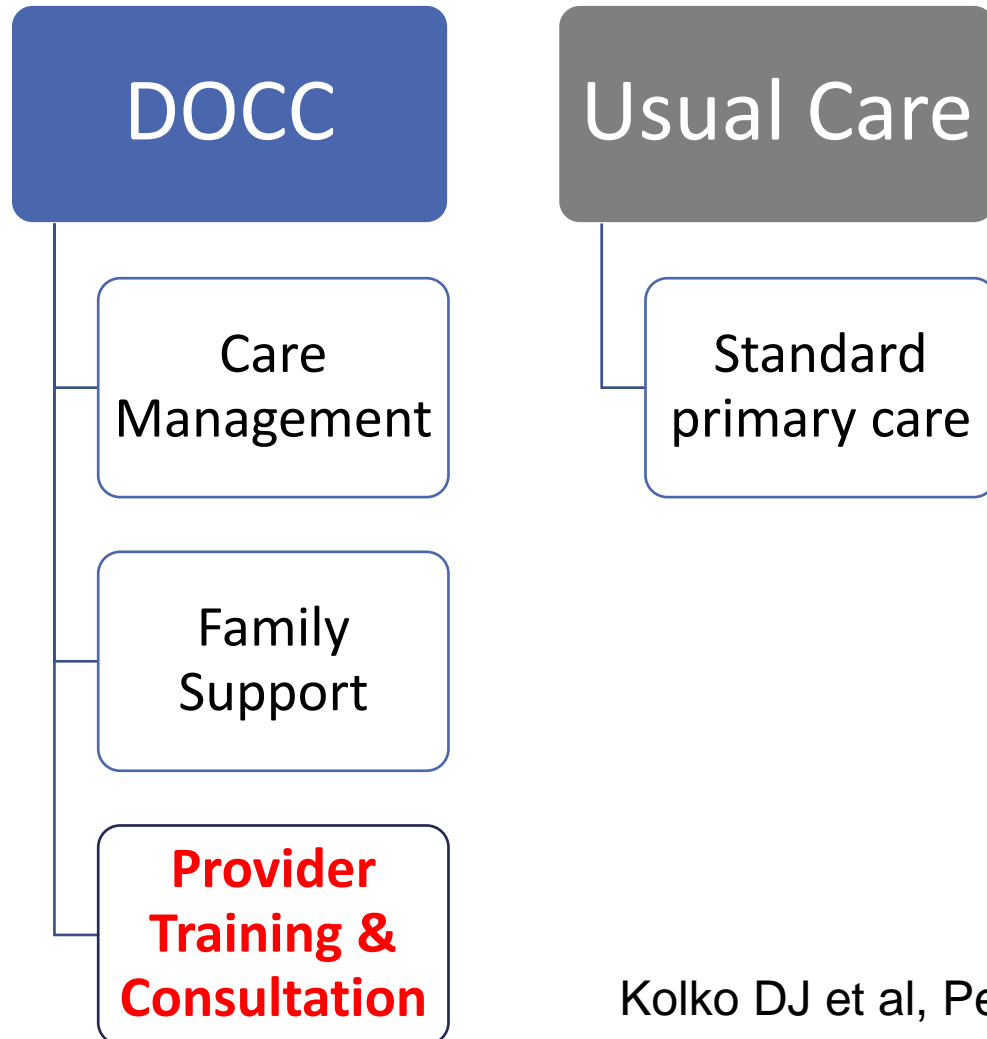 DOCC
Care
Management
Family
Support
Provider
Training &
Consultation
Usual Care
Standard
primary care
Kolko DJ et al,